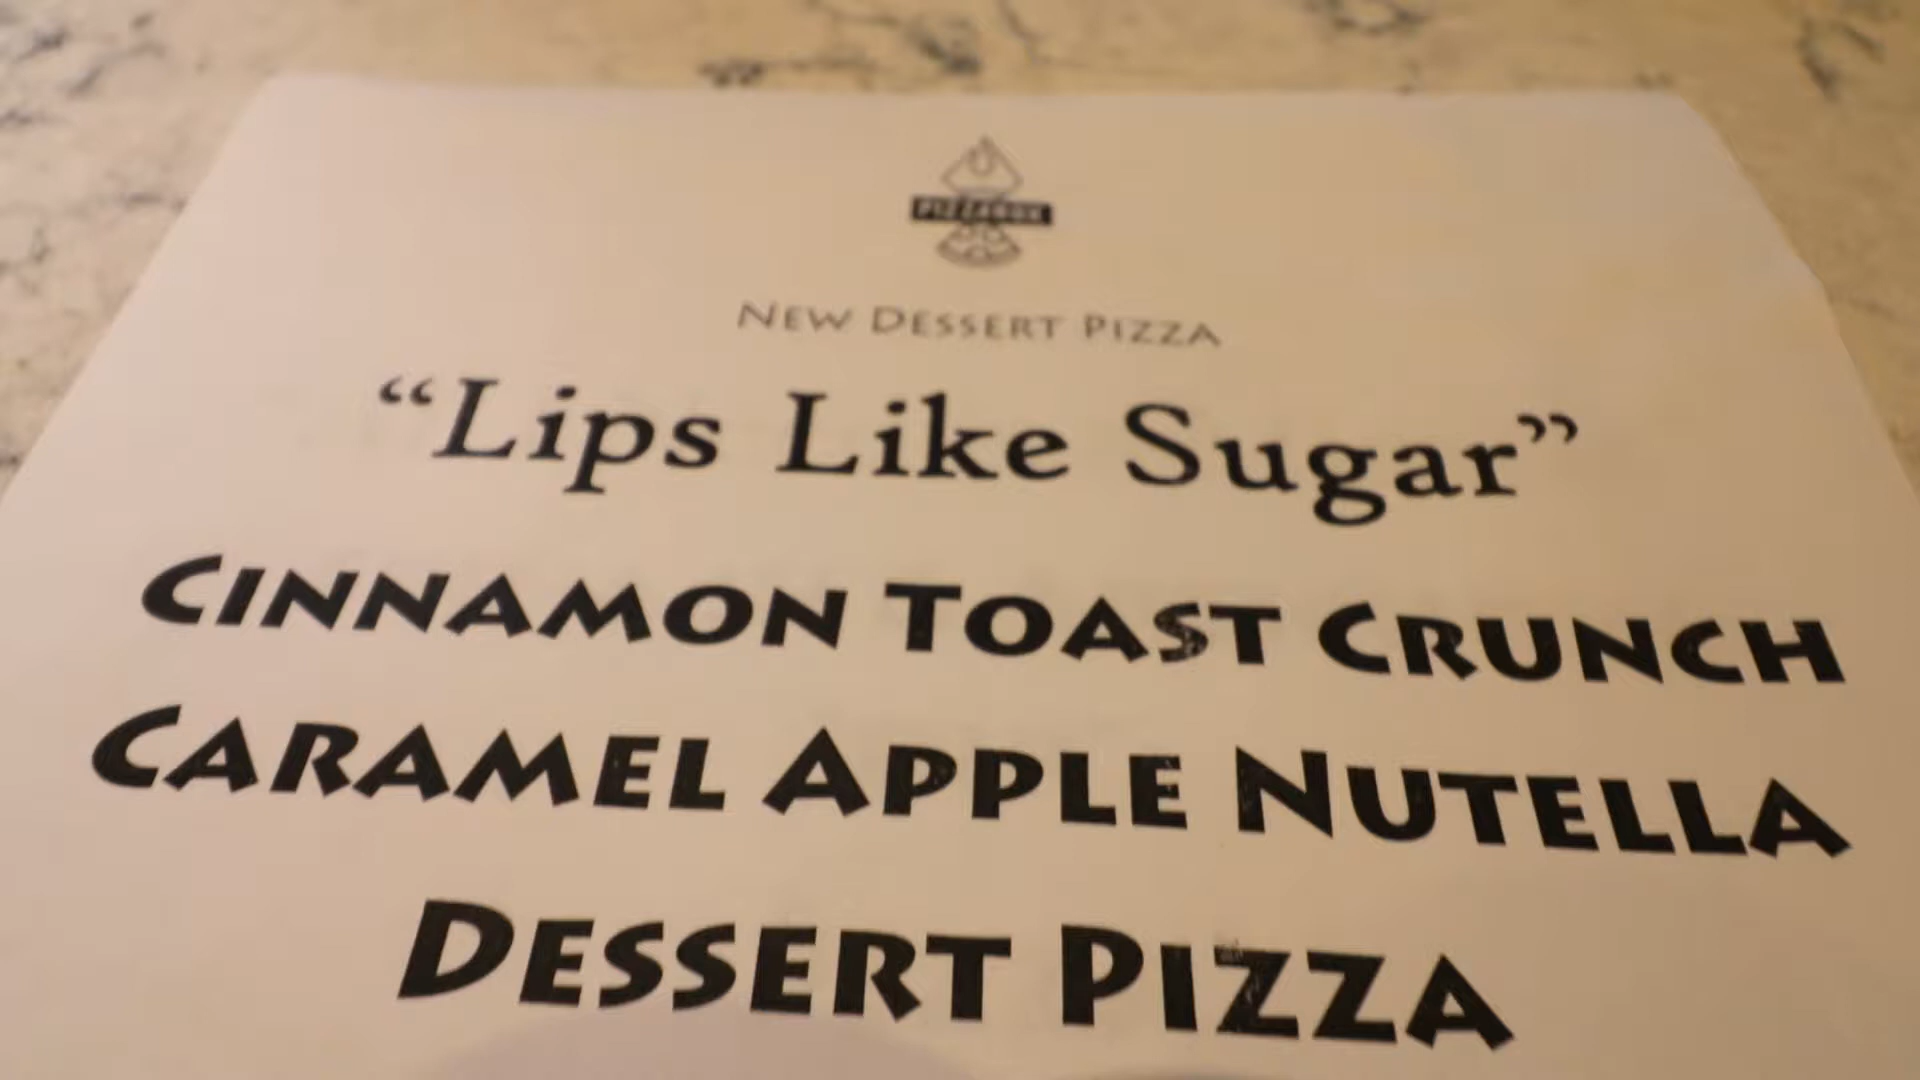 NEW DESSERT PIZZA
“Lips Like Sugar”
CINNAMON TOAST CRUNCH
CARAMEL APPLE NUTELLA
DESSERT PIZZA